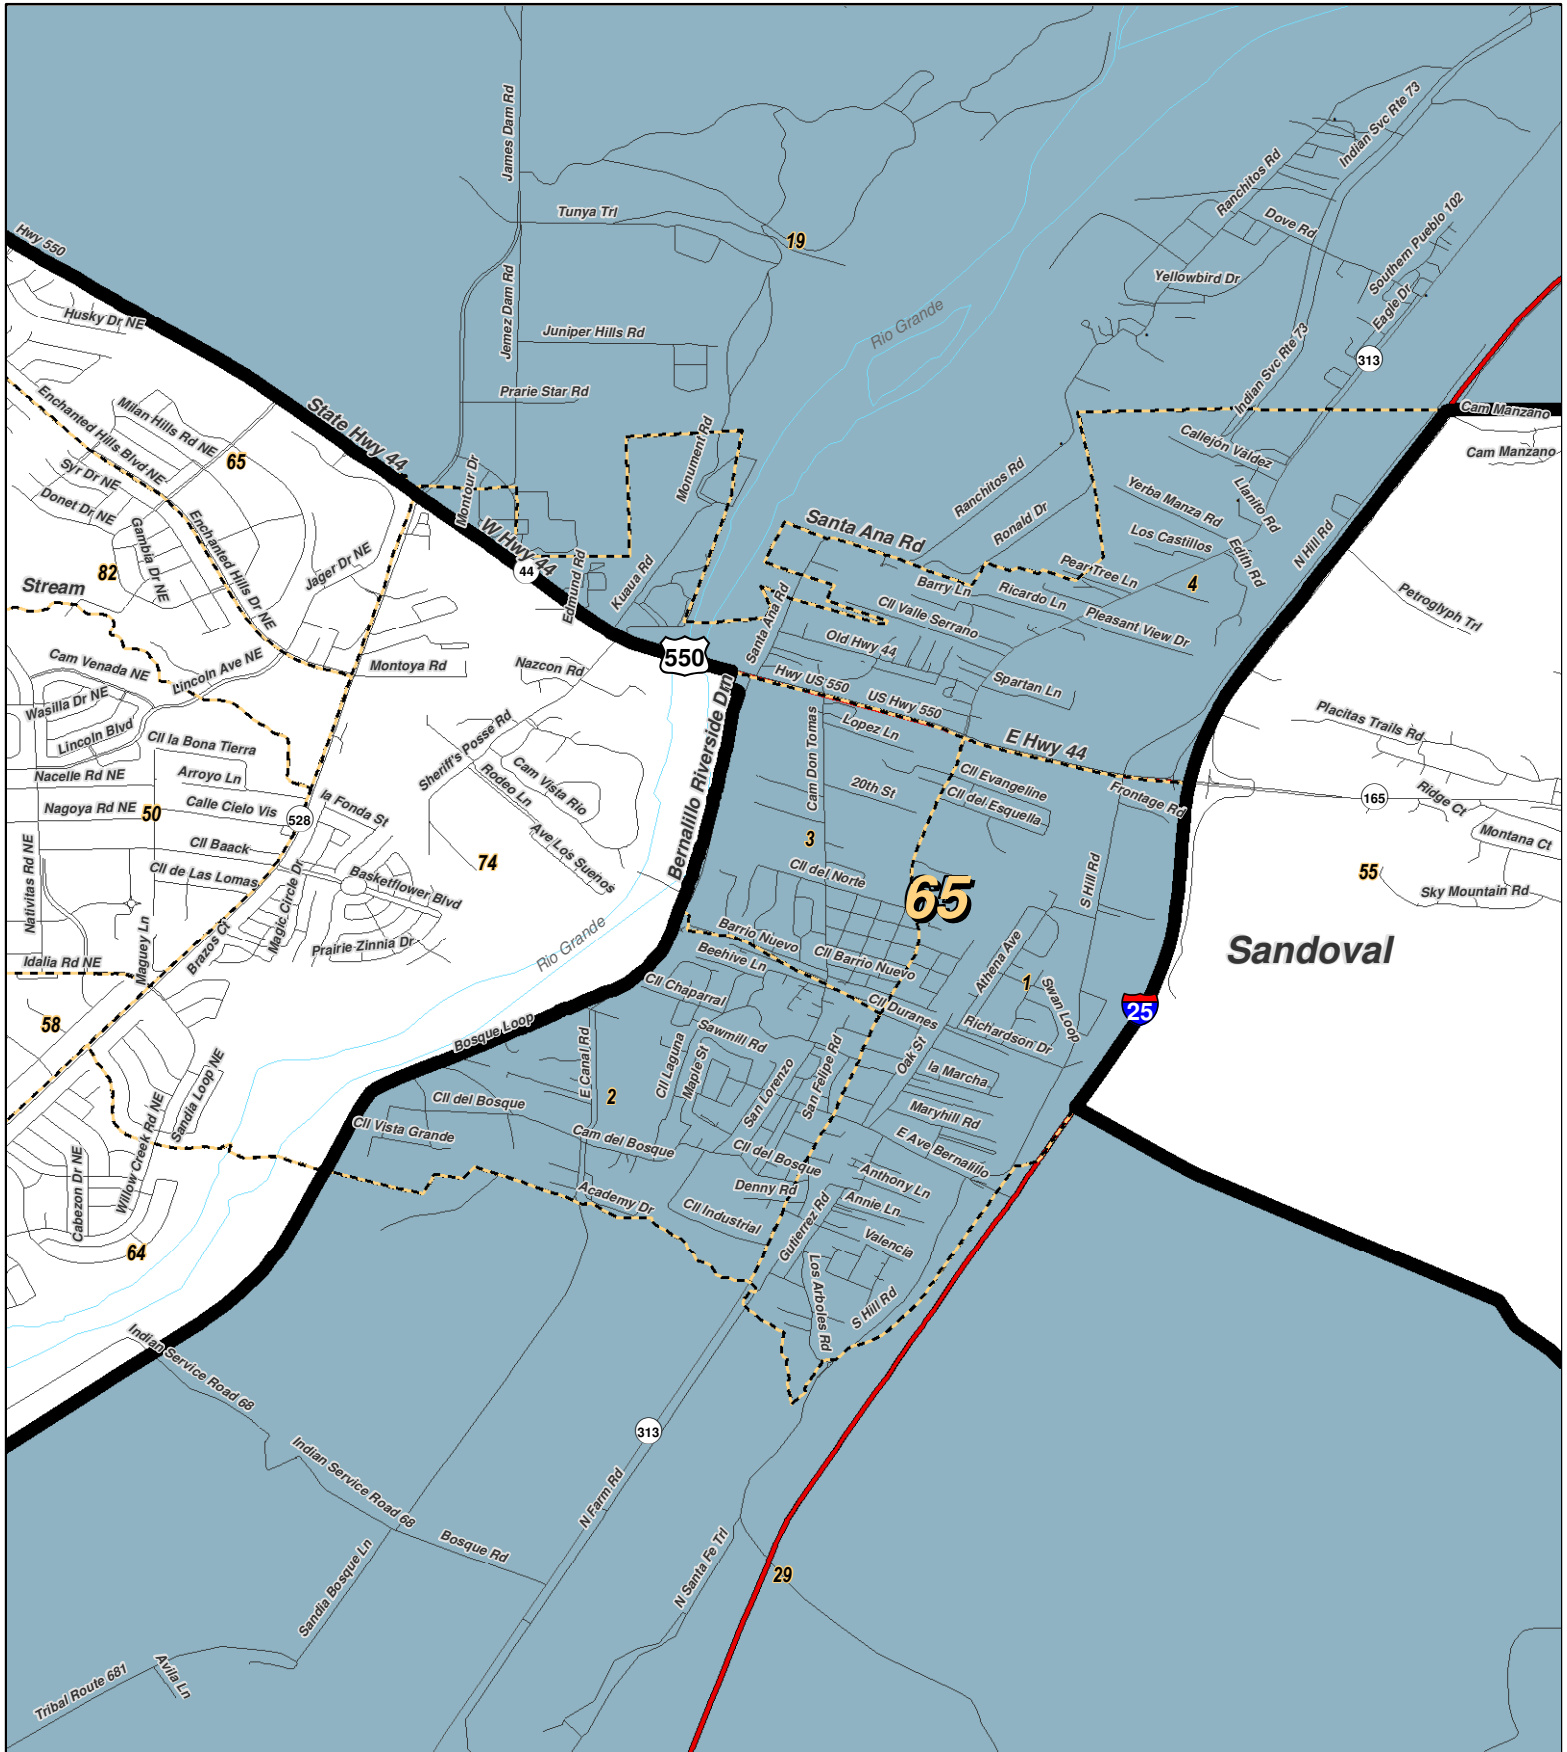 James Dam Rd
Indian Svc Rte 73
Ranchitos Rd
Tunya Trl
19
Dove Rd
Southern Pueblo 102
Hwy 550
Yellowbird Dr
Eagle Dr
Jemez Dam Rd
Rio Grande
Husky Dr NE
Juniper Hills Rd
313
Indian Svc Rte 73
Prarie Star Rd
Enchanted Hills Blvd NE
Milan Hills Rd NE
State Hwy 44
Cam Manzano
Monument Rd
Callejón Valdez
Cam Manzano
65
Syr Dr NE
Montour Dr
Ranchitos Rd
Yerba Manza Rd
Llanito Rd
Donet Dr NE
Gambia Dr NE
Enchanted Hills Dr NE
W Hwy 44
44
Santa Ana Rd
Ronald Dr
Los Castillos
Edith Rd
N Hill Rd
82
Jager Dr NE
Edmund Rd
Kuaua Rd
Pear Tree Ln
4
Stream
Barry Ln
Ricardo Ln
Petroglyph Trl
Cll Valle Serrano
Pleasant View Dr
Santa Ana Rd
Old Hwy 44
Cam Venada NE
Lincoln Ave NE
Montoya Rd
Nazcon Rd
550
Hwy US 550
US Hwy 550
Spartan Ln
Wasilla Dr NE
Lincoln Blvd
Cll la Bona Tierra
Sheriff's Posse Rd
Bernalillo Riverside Drn
Cam Don Tomas
Lopez Ln
E Hwy 44
Placitas Trails Rd
Nacelle Rd NE
Arroyo Ln
Rodeo Ln
Cam Vista Rio
20th St
Cll Evangeline
Cll del Esquella
Frontage Rd
165
Ridge Ct
Nagoya Rd NE
50
Calle Cielo Vis
528
la Fonda St
Ave Los Suenos
3
Montana Ct
Nativitas Rd NE
Cll Baack
74
Cll del Norte
S Hill Rd
55
Cll de Las Lomas
Basketflower Blvd
65
Sky Mountain Rd
Magic Circle Dr
Maguey Ln
Brazos Ct
Prairie Zinnia Dr
Rio Grande
Barrio Nuevo
Cll Barrio Nuevo
Athena Ave
Sandoval
Idalia Rd NE
Beehive Ln
Cll Chaparral
1
Swan Loop
25
58
Bosque Loop
Cll Duranes
Richardson Dr
Sawmill Rd
E Canal Rd
Cll Laguna
Maple St
San Lorenzo
San Felipe Rd
Oak St
la Marcha
Sandia Loop NE
Willow Creek Rd NE
Cll del Bosque
2
Maryhill Rd
Cll Vista Grande
Cam del Bosque
Cll del Bosque
E Ave Bernalillo
Cabezon Dr NE
Anthony Ln
Denny Rd
Academy Dr
Annie Ln
Cll Industrial
Gutierrez Rd
Valencia
64
Los Arboles Rd
S Hill Rd
Indian Service Road 68
313
Indian Service Road 68
N Farm Rd
Bosque Rd
Sandia Bosque Ln
N Santa Fe Trl
29
Tribal Route 681
Avila Ln